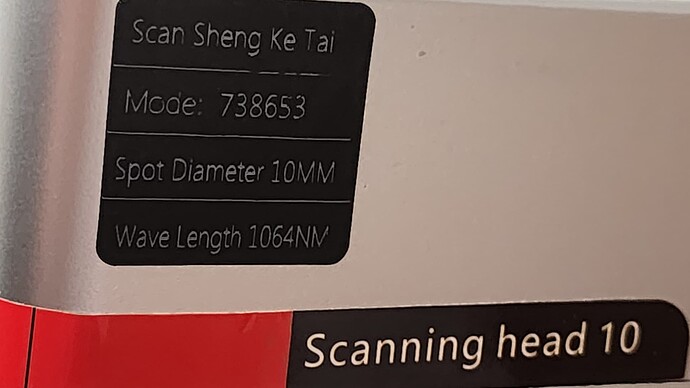 Scan Sheng Ke Tai
Mode: 738653
Spot Diameter 10MM
Wave Length 1064NM
Scanning head 10